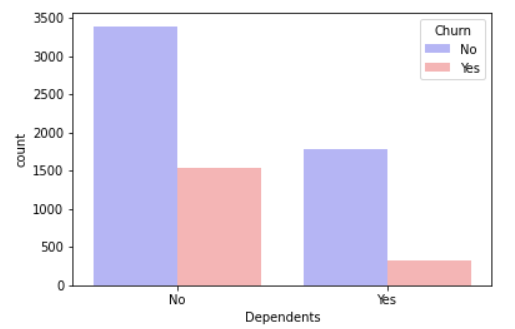 3500
3000
2500
2000
1500
1000
500
0
count
Churn
No
Yes
No Yes
Dependents